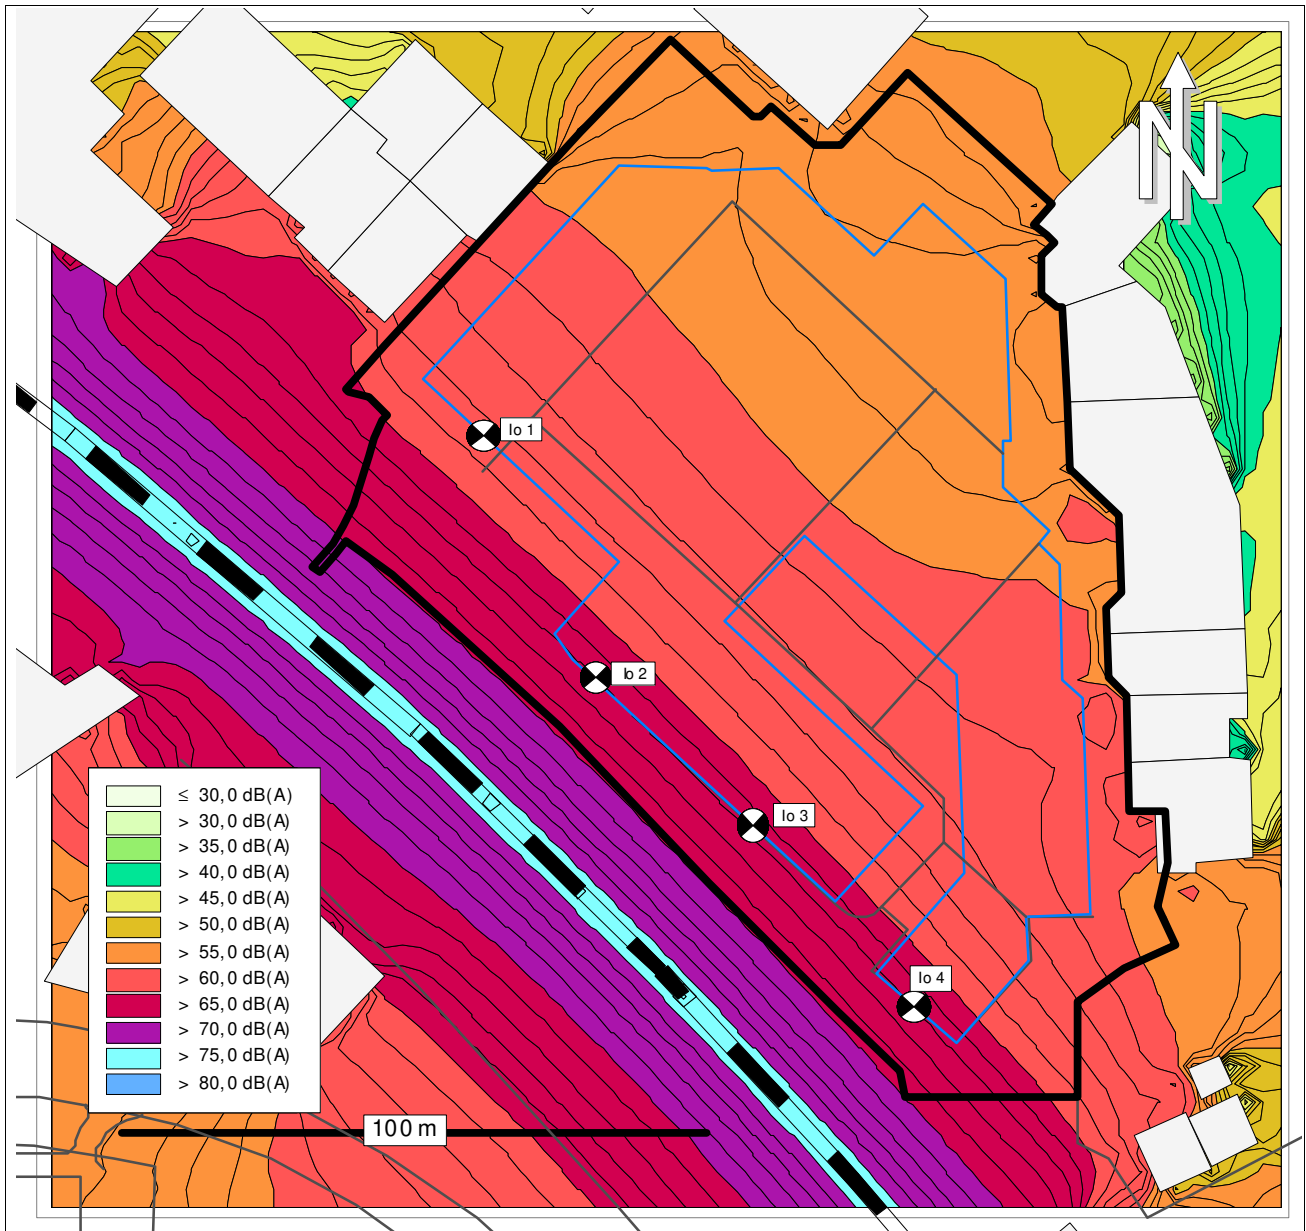 N
Io 1
Io 2
Io 3
Io 4
≤ 30,0 dB(A)
> 30,0 dB(A)
> 35,0 dB(A)
> 40,0 dB(A)
> 45,0 dB(A)
> 50,0 dB(A)
> 55,0 dB(A)
> 60,0 dB(A)
> 65,0 dB(A)
> 70,0 dB(A)
> 75,0 dB(A)
> 80,0 dB(A)
100 m